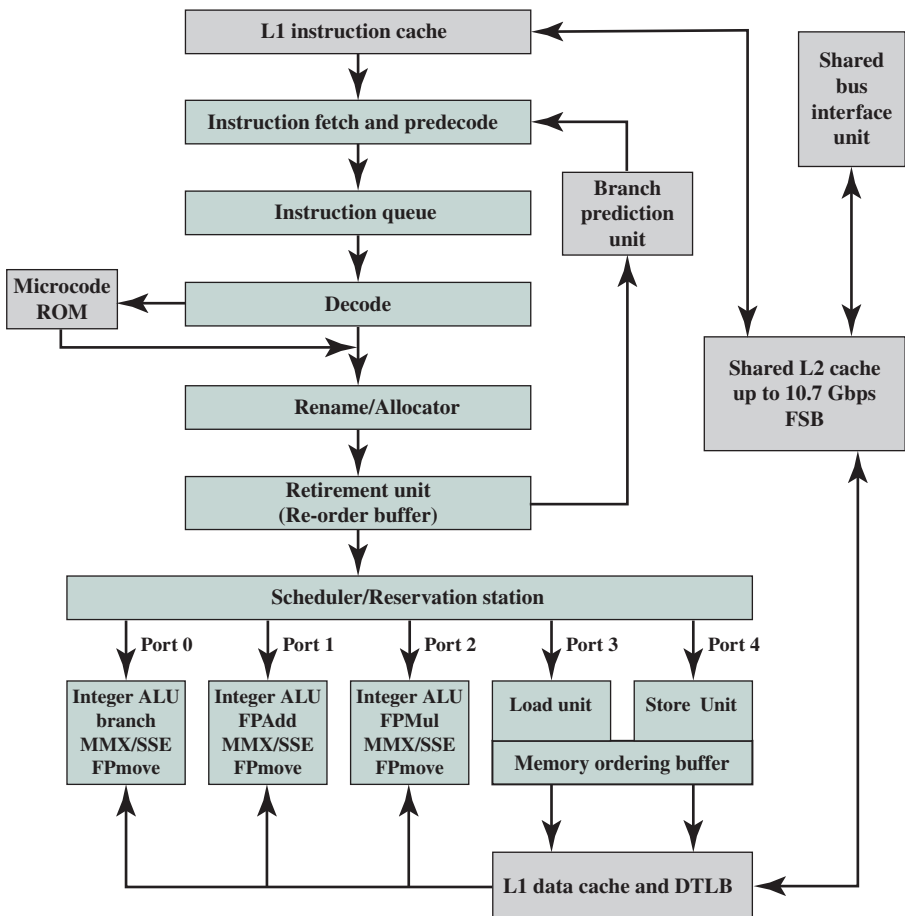 L1 instruction cache
Shared
bus
interface
unit
Instruction fetch and predecode
Branch
prediction
unit
Instruction queue
Microcode
ROM
Decode
Shared L2 cache
up to 10.7 Gbps
FSB
Rename/Allocator
Retirement unit
(Re-order buffer)
Scheduler/Reservation station
Port 0
Port 1
Port 2
Port 3
Port 4
Integer ALU
branch
MMX/SSE
FPmove
Integer ALU
FPAdd
MMX/SSE
FPmove
Integer ALU
FPMul
MMX/SSE
FPmove
Load unit
Store Unit
Memory ordering buffer
L1 data cache and DTLB